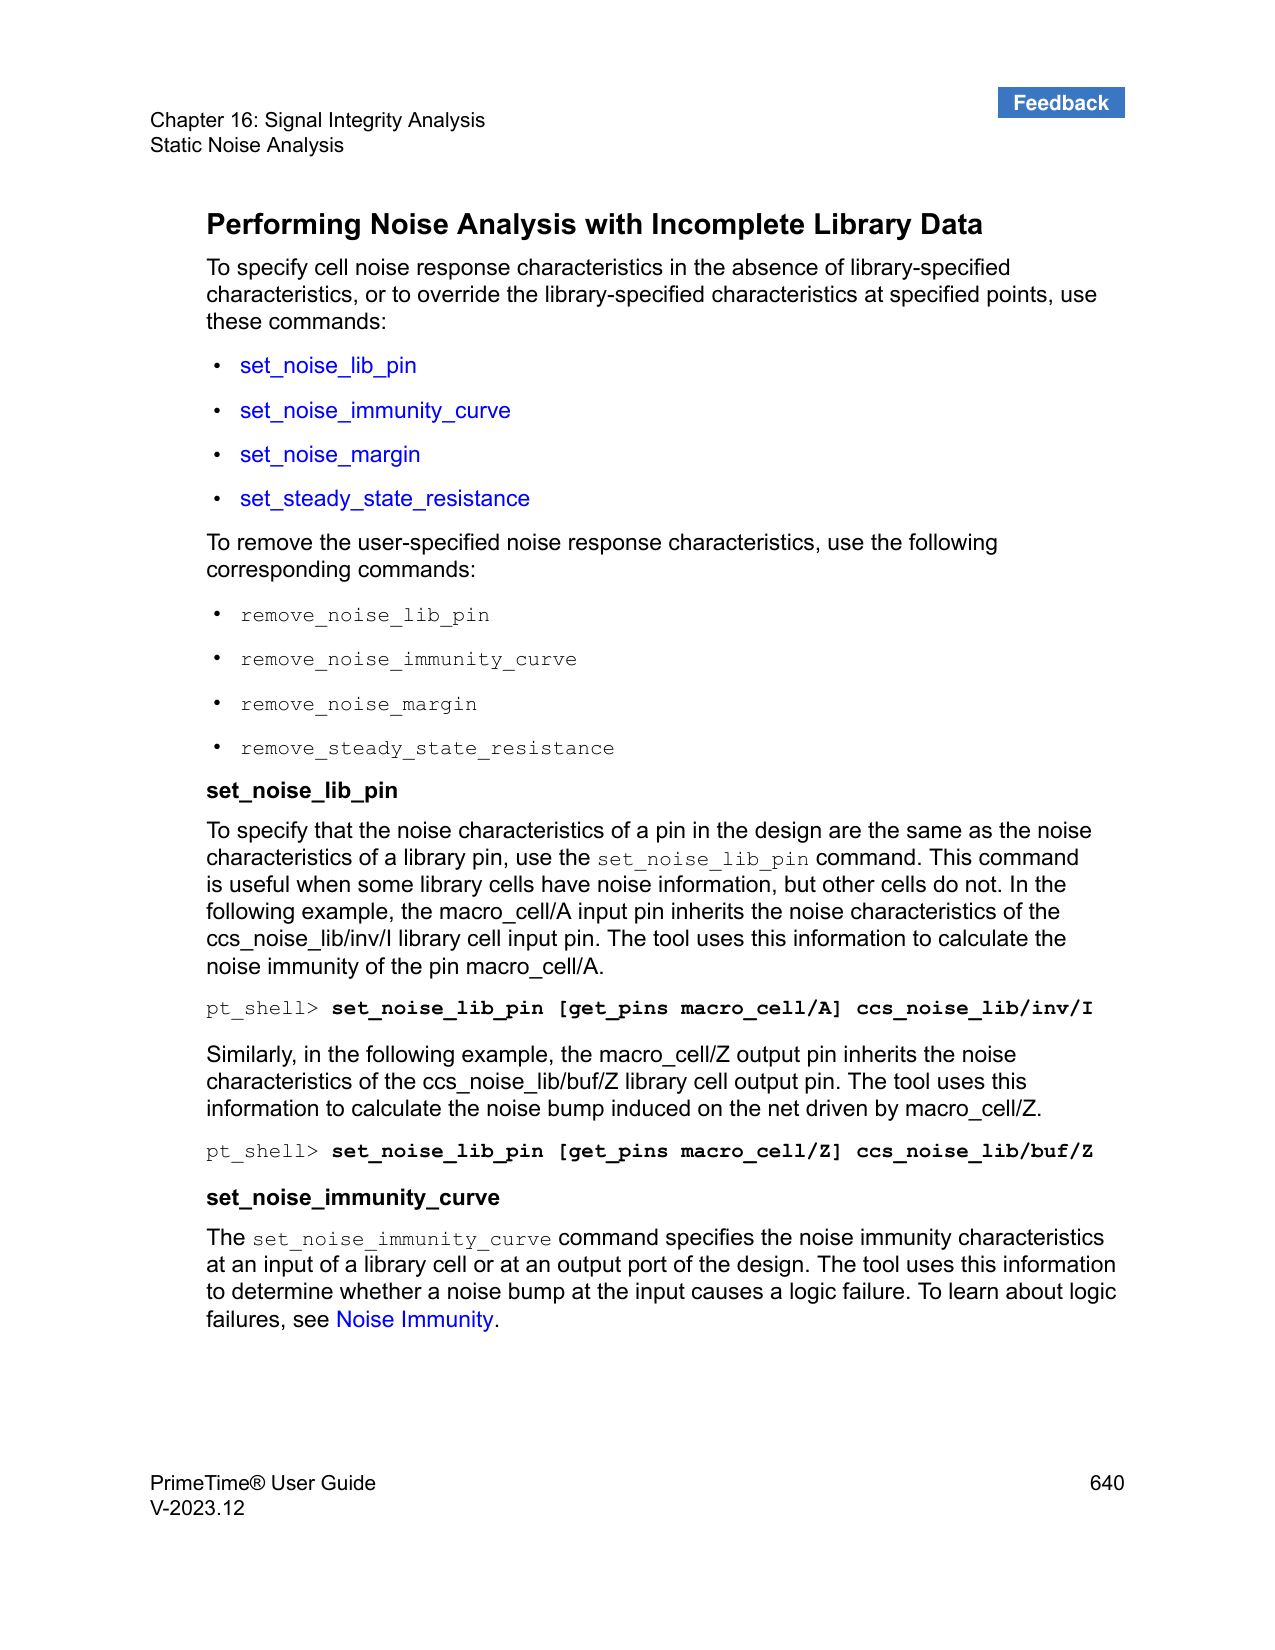 Feedback
Chapter 16: Signal Integrity Analysis
Static Noise Analysis
Performing Noise Analysis with Incomplete Library Data
To specify cell noise response characteristics in the absence of library-specified
characteristics, or to override the library-specified characteristics at specified points, use
these commands:
• set_noise_lib_pin
• set_noise_immunity_curve
• set_noise_margin
• set_steady_state_resistance
To remove the user-specified noise response characteristics, use the following
corresponding commands:
• remove_noise_lib_pin
• remove_noise_immunity_curve
• remove_noise_margin
• remove_steady_state_resistance
set_noise_lib_pin
To specify that the noise characteristics of a pin in the design are the same as the noise
characteristics of a library pin, use the set_noise_lib_pin command. This command
is useful when some library cells have noise information, but other cells do not. In the
following example, the macro_cell/A input pin inherits the noise characteristics of the
ccs_noise_lib/inv/I library cell input pin. The tool uses this information to calculate the
noise immunity of the pin macro_cell/A.
pt_shell> set_noise_lib_pin [get_pins macro_cell/A] ccs_noise_lib/inv/I
Similarly, in the following example, the macro_cell/Z output pin inherits the noise
characteristics of the ccs_noise_lib/buf/Z library cell output pin. The tool uses this
information to calculate the noise bump induced on the net driven by macro_cell/Z.
pt_shell> set_noise_lib_pin [get_pins macro_cell/Z] ccs_noise_lib/buf/Z
set_noise_immunity_curve
The set_noise_immunity_curve command specifies the noise immunity characteristics
at an input of a library cell or at an output port of the design. The tool uses this information
to determine whether a noise bump at the input causes a logic failure. To learn about logic
failures, see Noise Immunity.
PrimeTime® User Guide
640
V-2023.12